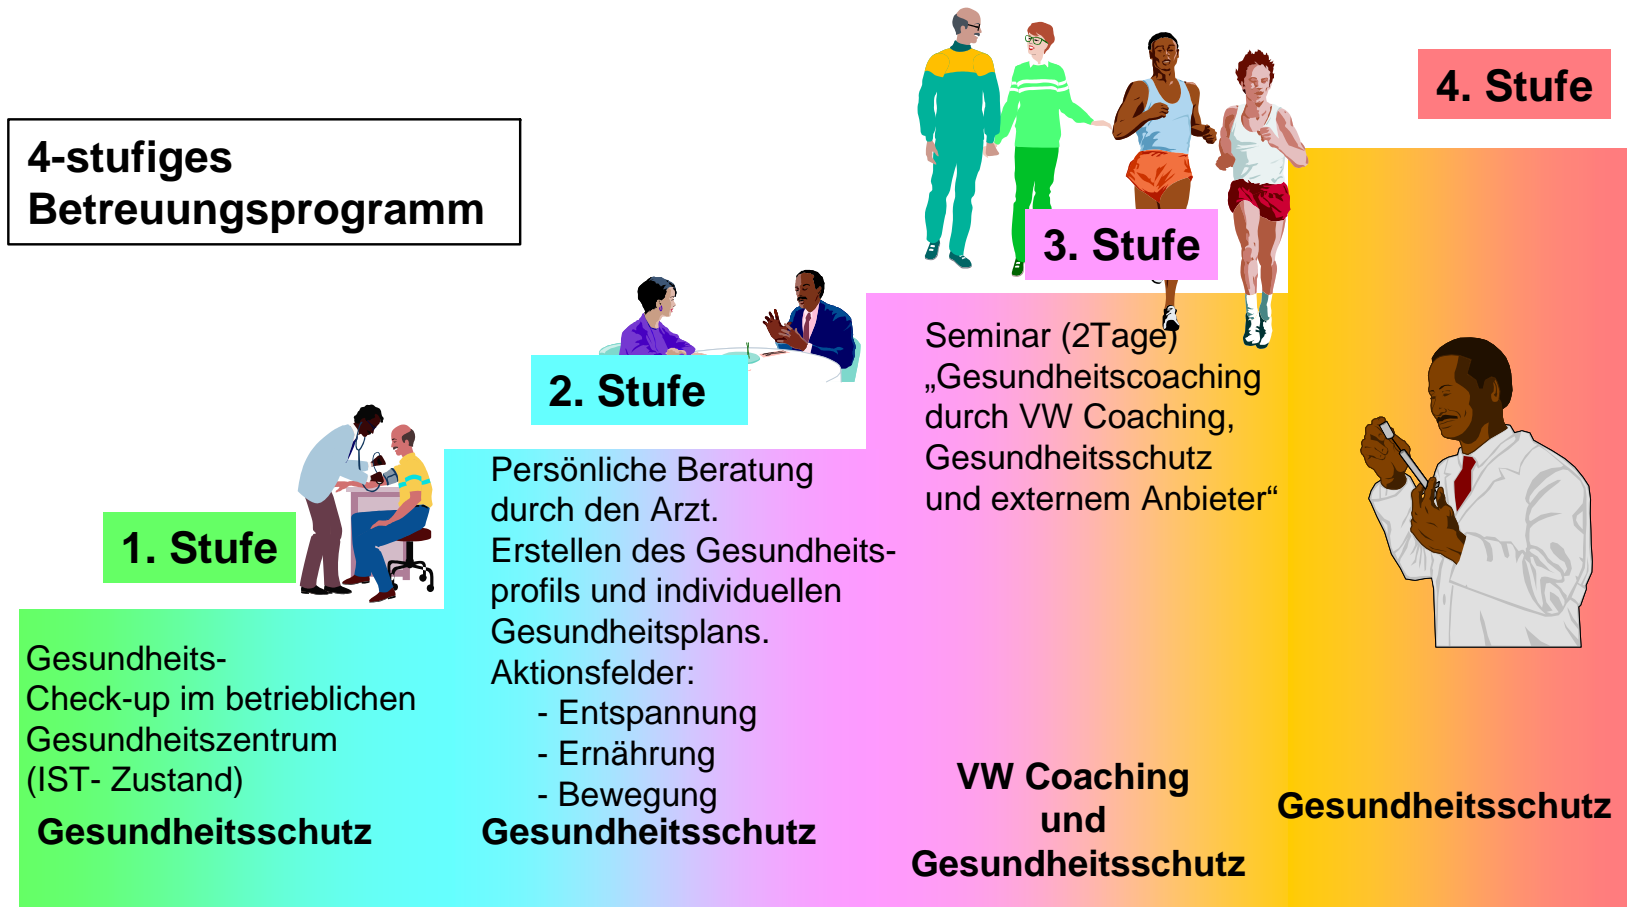 4-stufiges
Betreuungsprogramm
1. Stufe
Gesundheits-
Check-up im betrieblichen
Gesundheitszentrum
(IST- Zustand)
Gesundheitsschutz
2. Stufe
Persönliche Beratung
durch den Arzt.
Erstellen des Gesundheits-
profils und individuellen
Gesundheitsplans.
Aktionsfelder:
- Entspannung
- Ernährung
- Bewegung
Gesundheitsschutz
3. Stufe
Seminar (2Tage)
„Gesundheitscoaching
durch VW Coaching,
Gesundheitsschutz
und externem Anbieter“
VW Coaching
und
Gesundheitsschutz
4. Stufe
Gesundheitsschutz